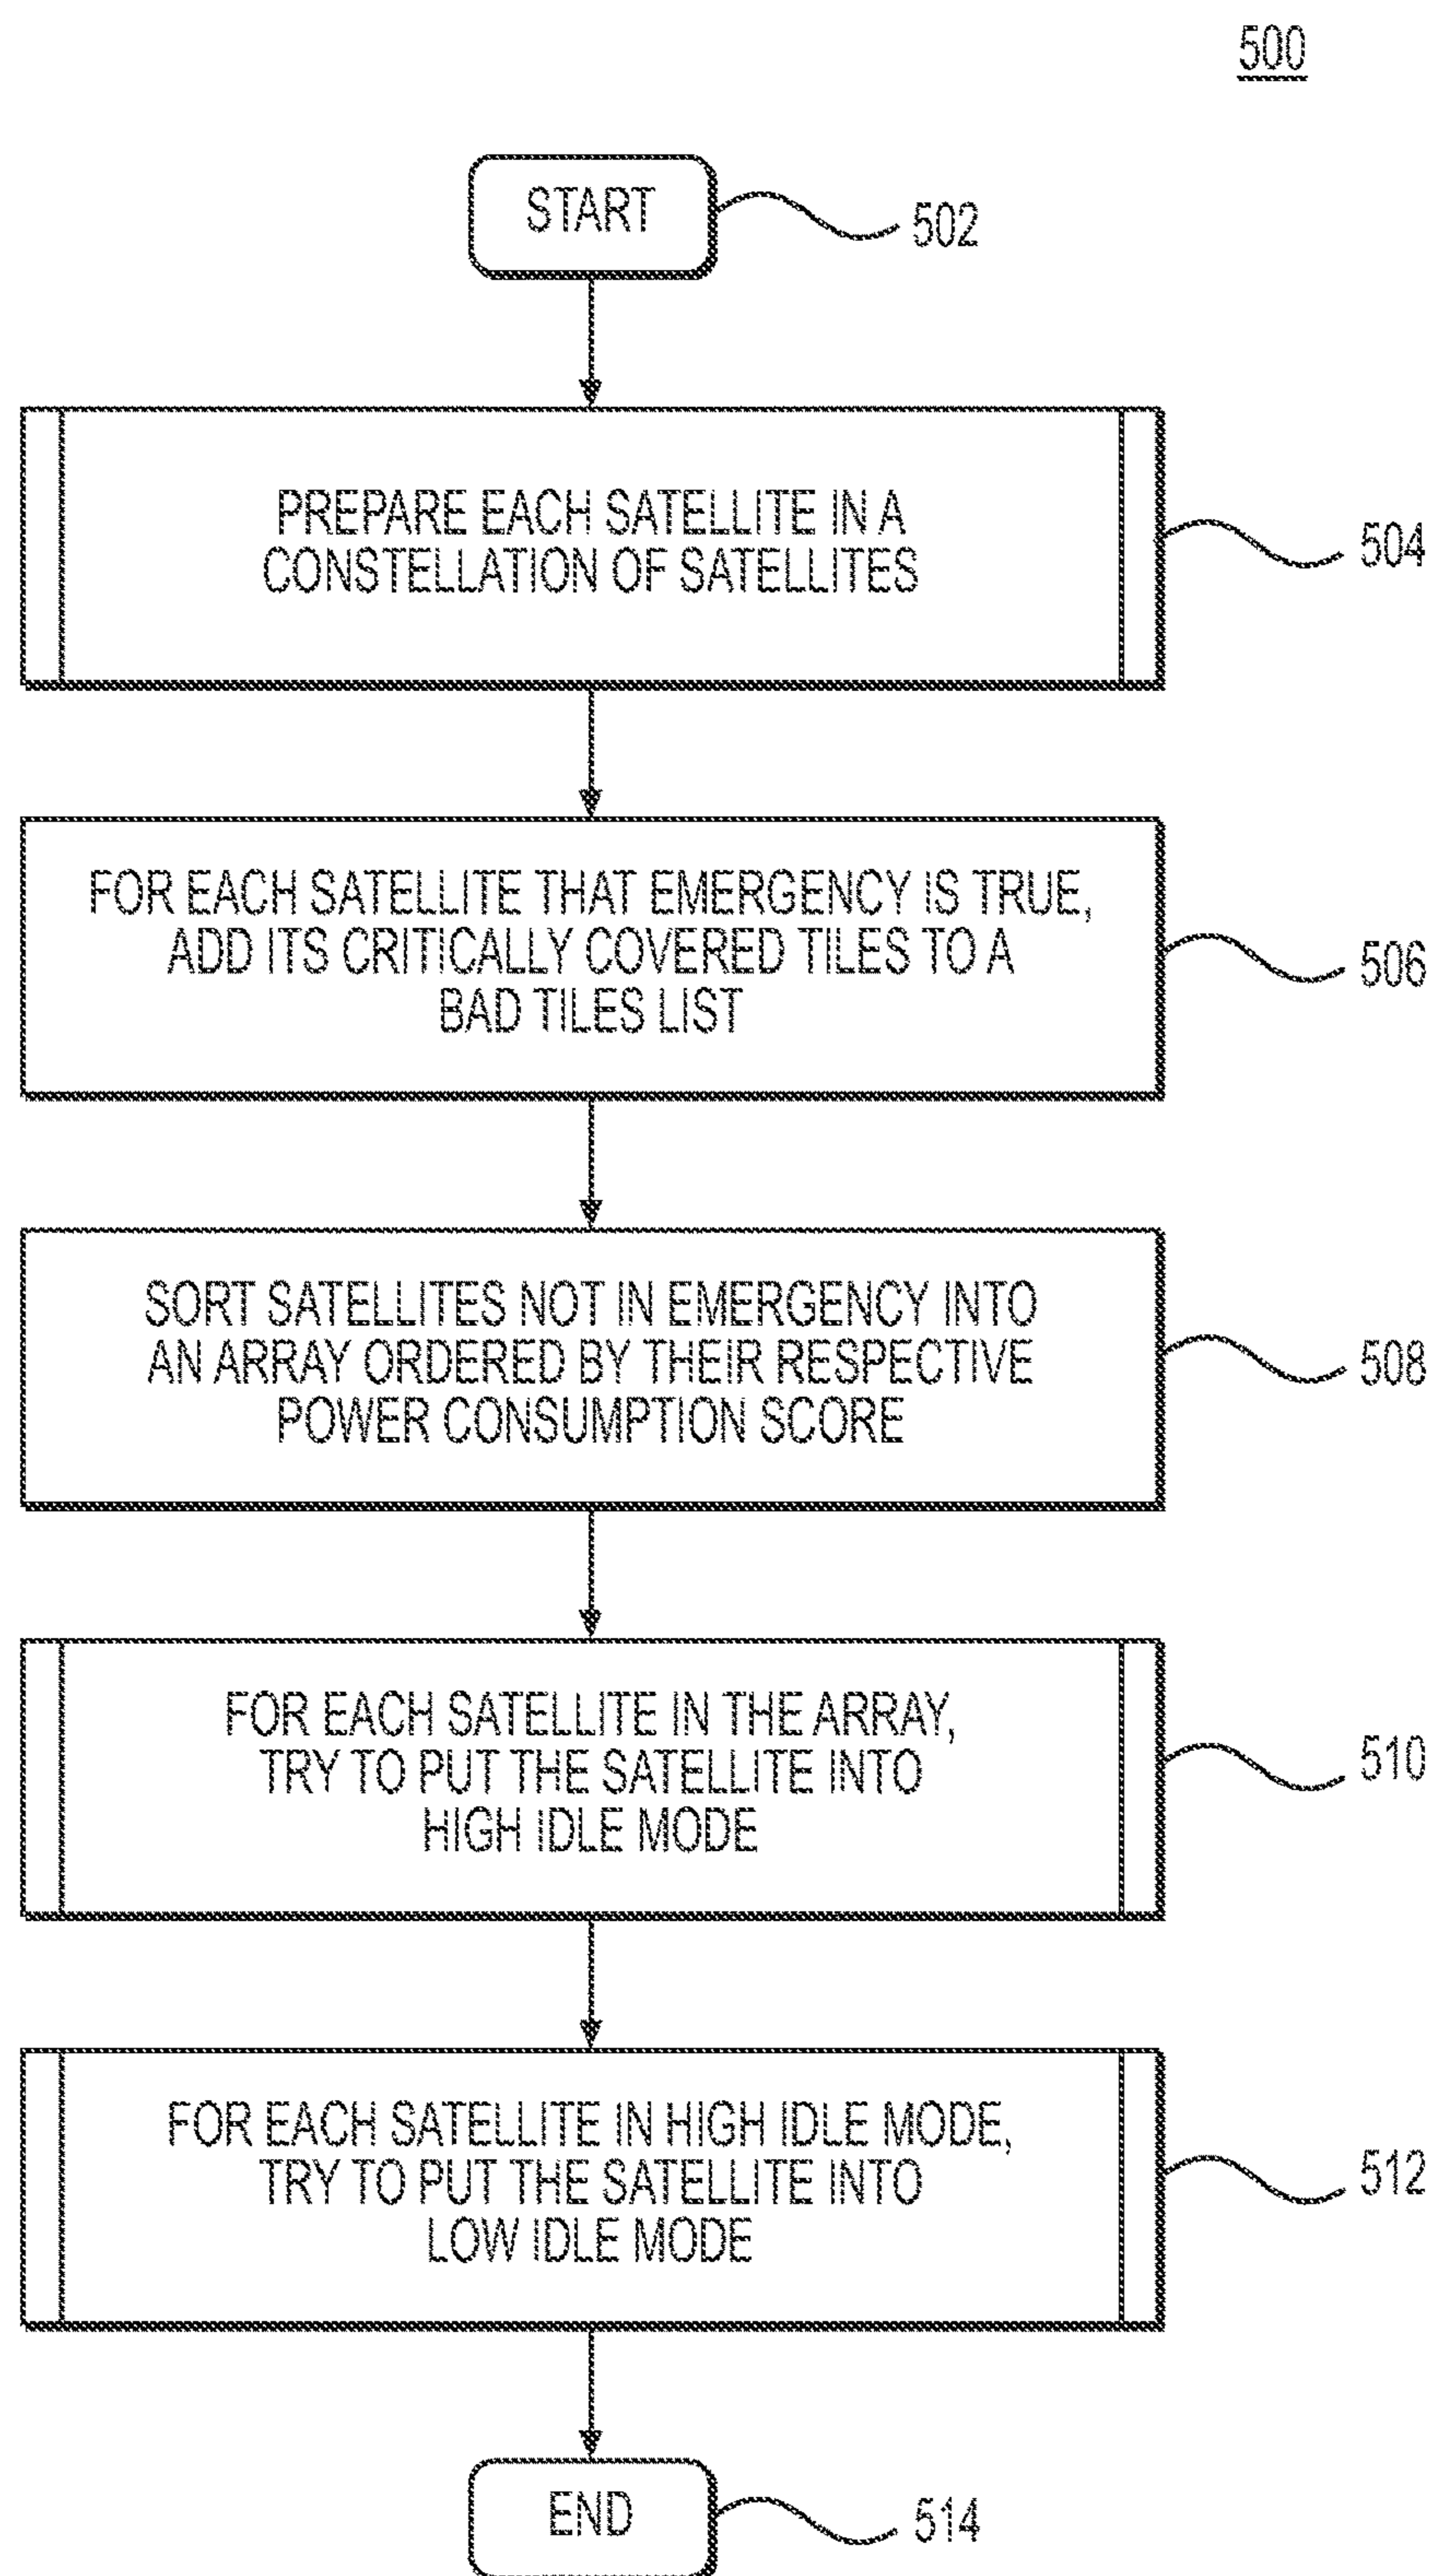 500
START
502
PREPARE EACH SATELLITE IN A
CONSTELLATION OF SATELLITES
504
FOR EACH SATELLITE THAT EMERGENCY IS TRUE,
ADD ITS CRITICALLY COVERED TILES TO A
BAD TILES LIST
506
SORT SATELLITES NOT IN EMERGENCY INTO
AN ARRAY ORDERED BY THEIR RESPECTIVE
POWER CONSUMPTION SCORE
508
FOR EACH SATELLITE IN THE ARRAY,
TRY TO PUT THE SATELLITE INTO
HIGH IDLE MODE
510
FOR EACH SATELLITE IN HIGH IDLE MODE,
TRY TO PUT THE SATELLITE INTO
LOW IDLE MODE
512
END
514